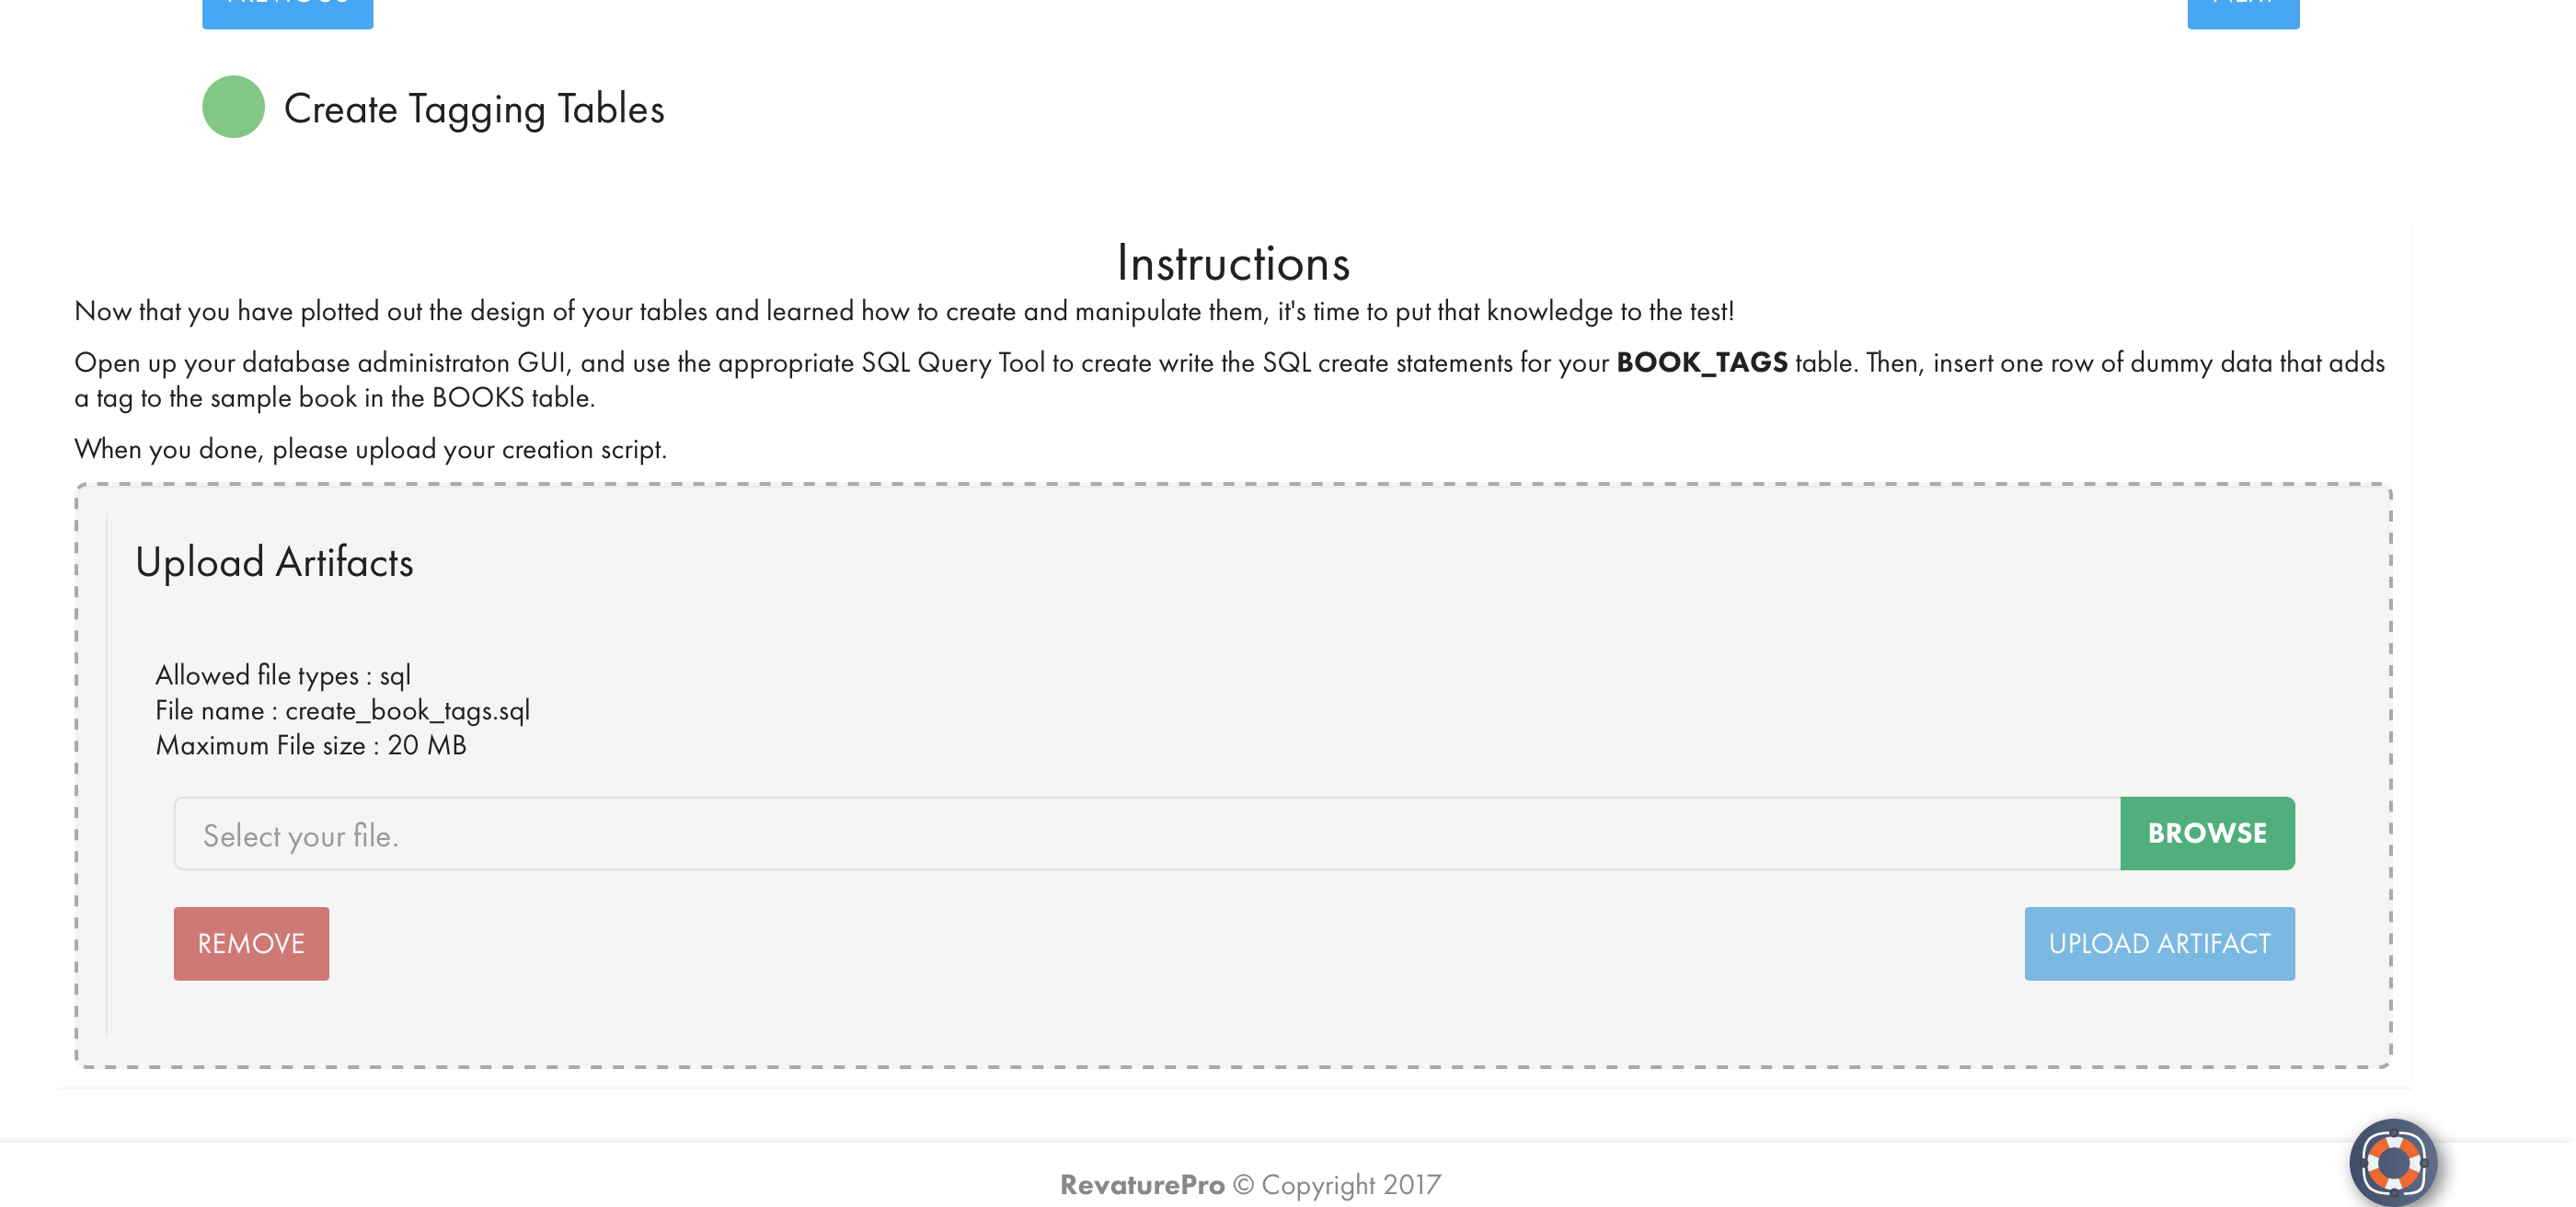 Create Tagging Tables
Instructions
Now that you have plotted out the design of your tables and learned how to create and manipulate them, it's time to put that knowledge to the test!
Open up your database administraton GUI, and use the appropriate SQL Query Tool to create write the SQL create statements for your BOOK_TAGS table. Then, insert one row of dummy data that adds
a tag to the sample book in the BOOKS table.
When you done, please upload your creation script.
Upload Artifacts
Allowed file types : sql
File name : create_book_tags.sql
Maximum File size : 20 MB
Select your file.
BROWSE
REMOVE
UPLOAD ARTIFACT
RevaturePro © Copyright 2017